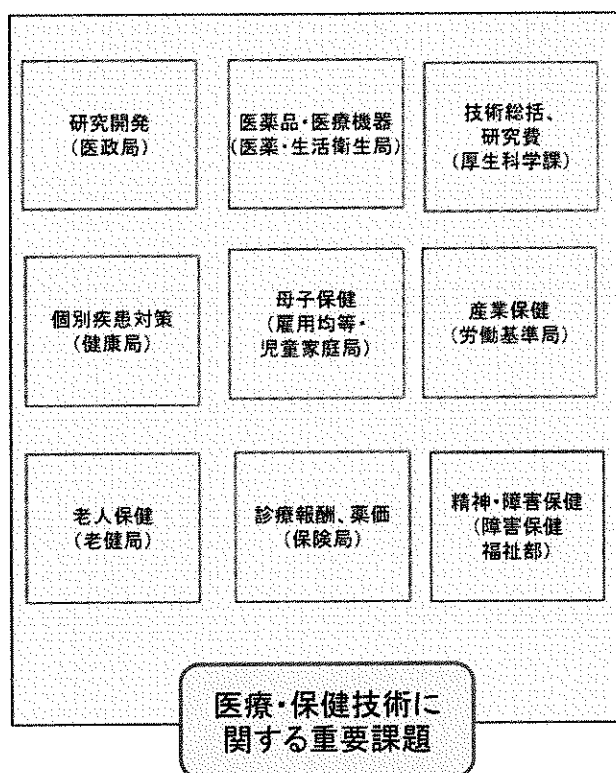 研究開発
(医政局)
医薬品・医療機器
(医薬・生活衛生局)
技術総括、
研究費
(厚生科学課)
個別疾患対策
(健康局)
母子保健
(雇用均等・
児童家庭局)
産業保健
(労働基準局)
老人保健
(老健局)
診療報酬、薬価
(保険局)
精神・障害保健
(障害保健
福祉部)
医療・保健技術に
関する重要課題